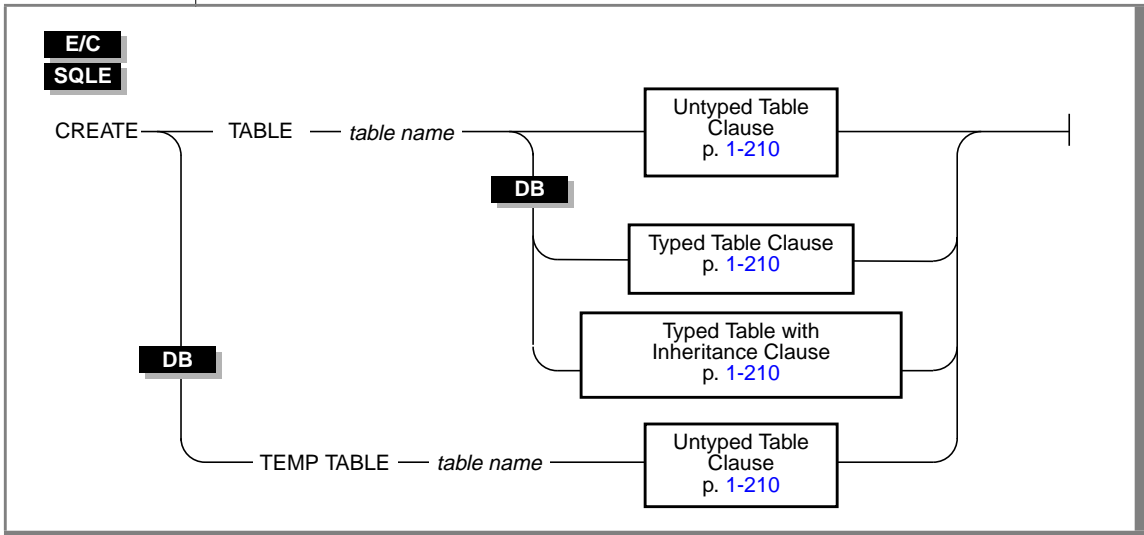 E/C
SQLE
CREATE TABLE table name
Untyped Table
Clause
p. 1-210
DB
Typed Table Clause
p. 1-210
Typed Table with
Inheritance Clause
p. 1-210
DB
TEMP TABLE table name
Untyped Table
Clause
p. 1-210